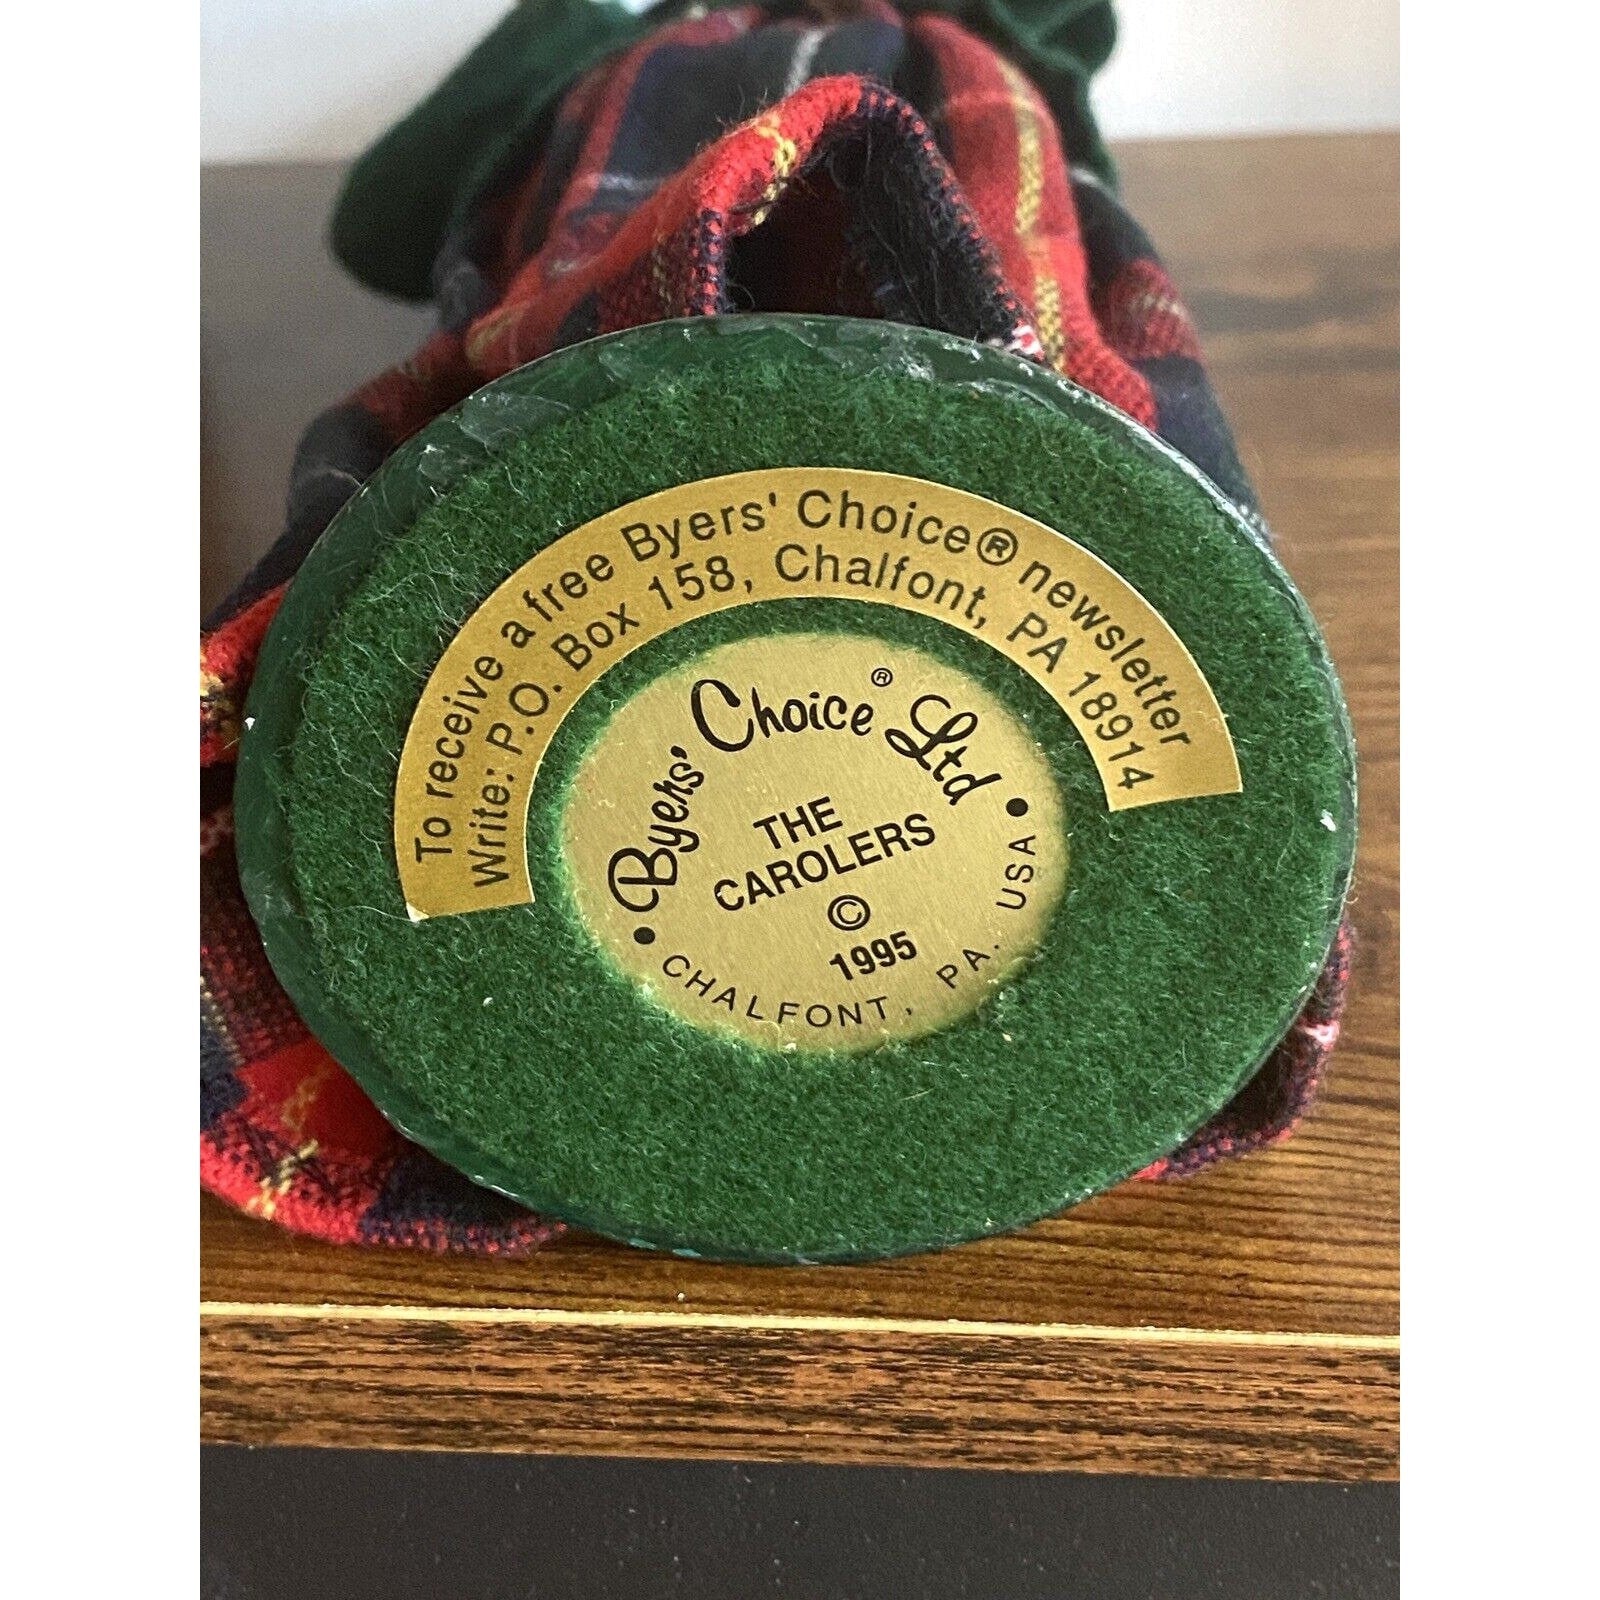 To receive a free Byers' Choice® newsletter
Write: P.O. Box 158, Chalfont, PA 18914
Byers' Choice® Ltd
THE
CAROLERS
©
1995
• CHALFONT, PA. USA •